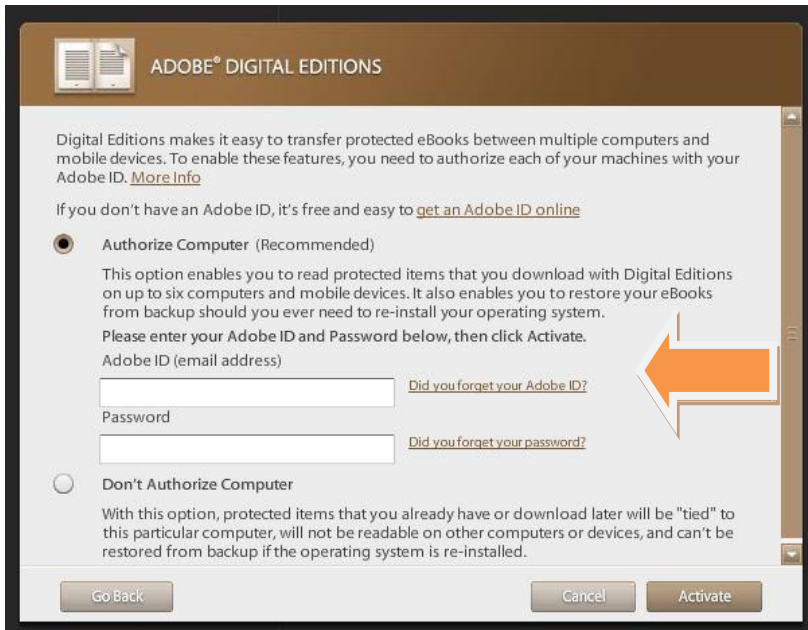 ADOBE® DIGITAL EDITIONS
Digital Editions makes it easy to transfer protected eBooks between multiple computers and
mobile devices. To enable these features, you need to authorize each of your machines with your
Adobe ID. More Info
If you don't have an Adobe ID, it's free and easy to get an Adobe ID online
Authorize Computer (Recommended)
This option enables you to read protected items that you download with Digital Editions
on up to six computers and mobile devices. It also enables you to restore your eBooks
from backup should you ever need to re-install your operating system.
Please enter your Adobe ID and Password below, then click Activate.
Adobe ID (email address)
Did you forget your Adobe ID?
Password
Did you forget your password?
Don't Authorize Computer
With this option, protected items that you already have or download later will be "tied" to
this particular computer, will not be readable on other computers or devices, and can't be
restored from backup if the operating system is re-installed.
Go Back
Cancel
Activate